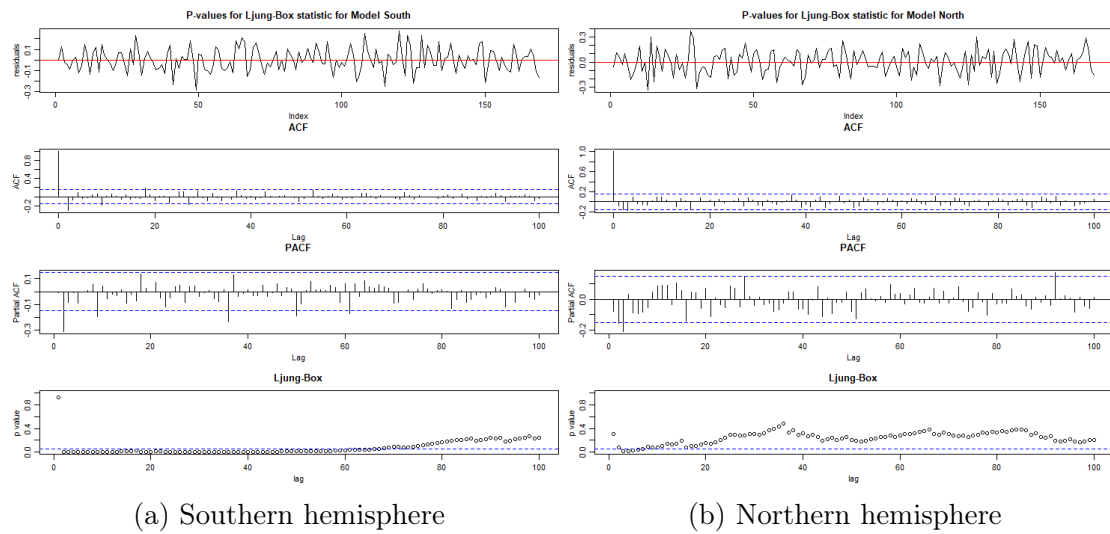 P-values for Ljung-Box statistic for Model South
residuals
-0.3 -0.1 0.1
0 50 100 150
Index
ACF
ACF
-0.2 0.2 0.8
0 20 40 60 80 100
Lag
PACF
Partial ACF
-0.3 -0.1 0.1
0 20 40 60 80 100
Lag
Ljung-Box
p value
0.0 0.4 0.8
0 20 40 60 80 100
lag
(a) Southern hemisphere
P-values for Ljung-Box statistic for Model North
residuals
-0.3 0.0 0.3
0 50 100 150
Index
ACF
ACF
-0.2 0.2 0.6 1.0
0 20 40 60 80 100
Lag
PACF
Partial ACF
-0.2 0.0
0 20 40 60 80 100
Lag
Ljung-Box
p value
0.0 0.4 0.8
0 20 40 60 80 100
lag
(b) Northern hemisphere